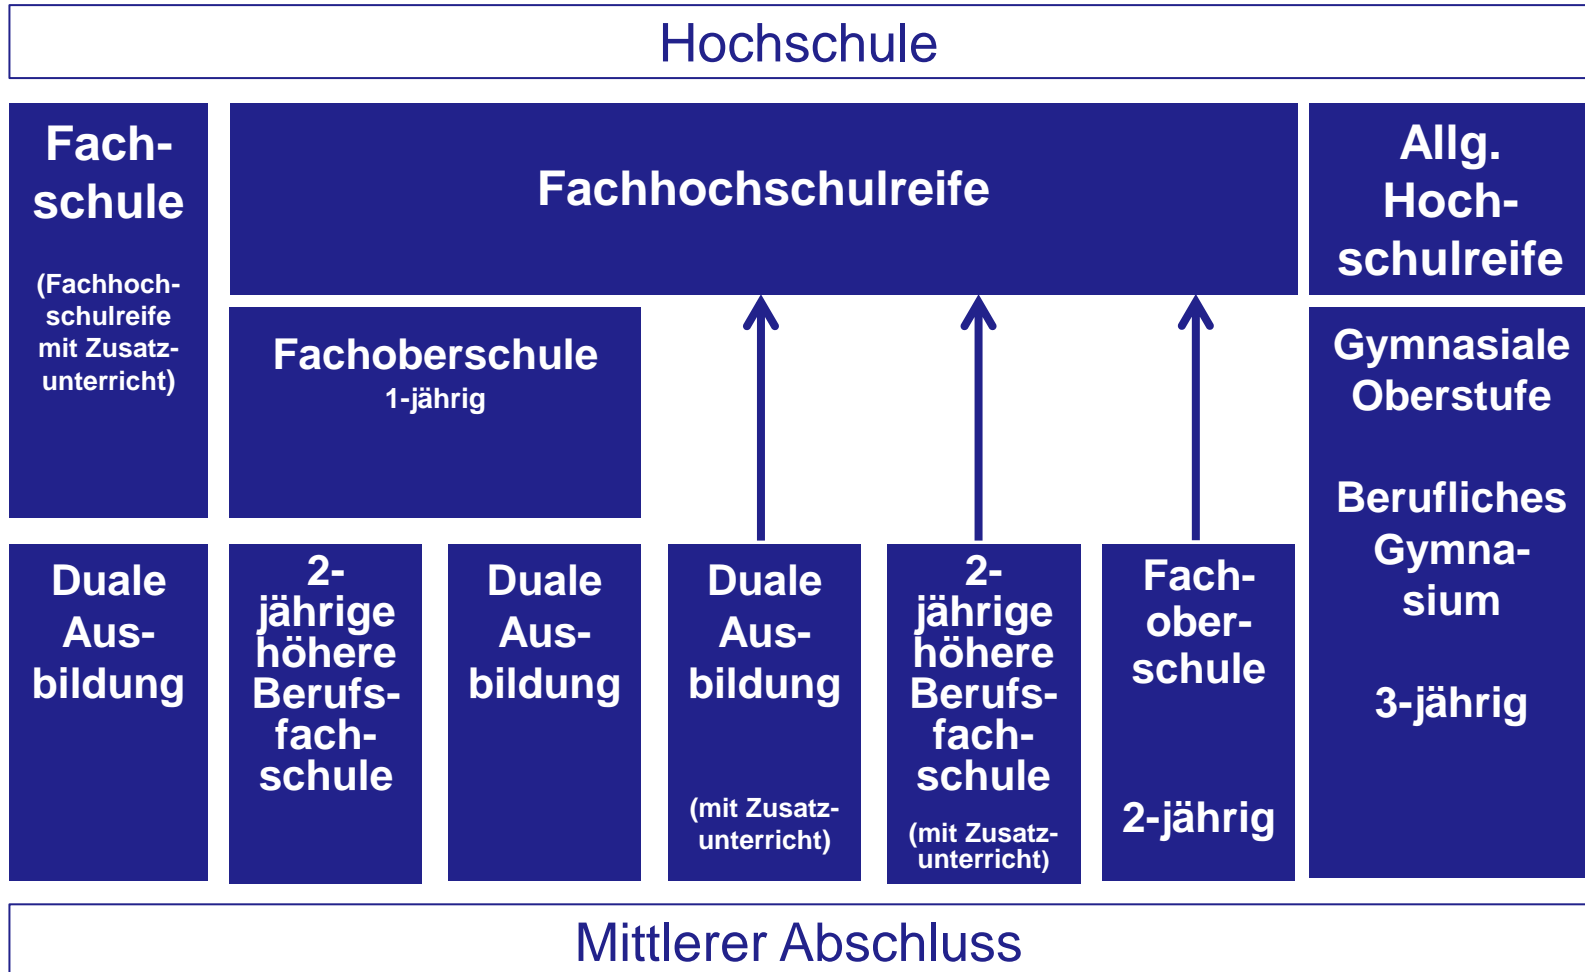 Hochschule
Fach-
schule
(Fachhoch-
schulreife
mit Zusatz-
unterricht)
Fachhochschulreife
Allg.
Hoch-
schulreife
Fachoberschule
1-jährig
Gymnasiale
Oberstufe
Berufliches
Gymna-
sium
3-jährig
Duale
Aus-
bildung
2-
jährige
höhere
Berufs-
fach-
schule
Duale
Aus-
bildung
Duale
Aus-
bildung
(mit Zusatz-
unterricht)
2-
jährige
höhere
Berufs-
fach-
schule
(mit Zusatz-
unterricht)
Fach-
ober-
schule
2-jährig
Mittlerer Abschluss